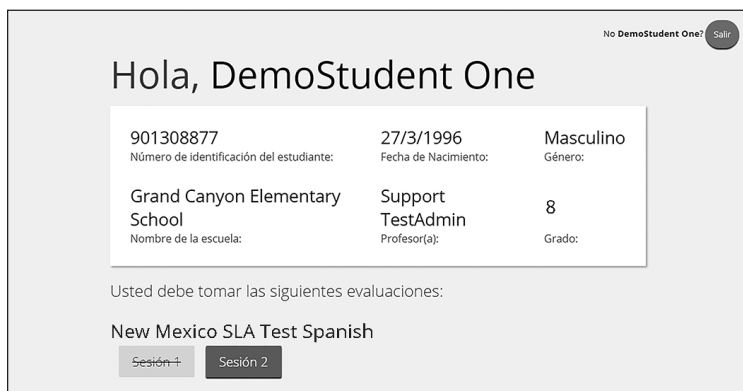 No DemoStudent One? Salir
Hola, DemoStudent One
901308877
Número de identificación del estudiante:
27/3/1996
Fecha de Nacimiento:
Masculino
Género:
Grand Canyon Elementary
School
Nombre de la escuela:
Support
TestAdmin
Profesor(a):
8
Grado:
Usted debe tomar las siguientes evaluaciones:
New Mexico SLA Test Spanish
Sesión 1 Sesión 2